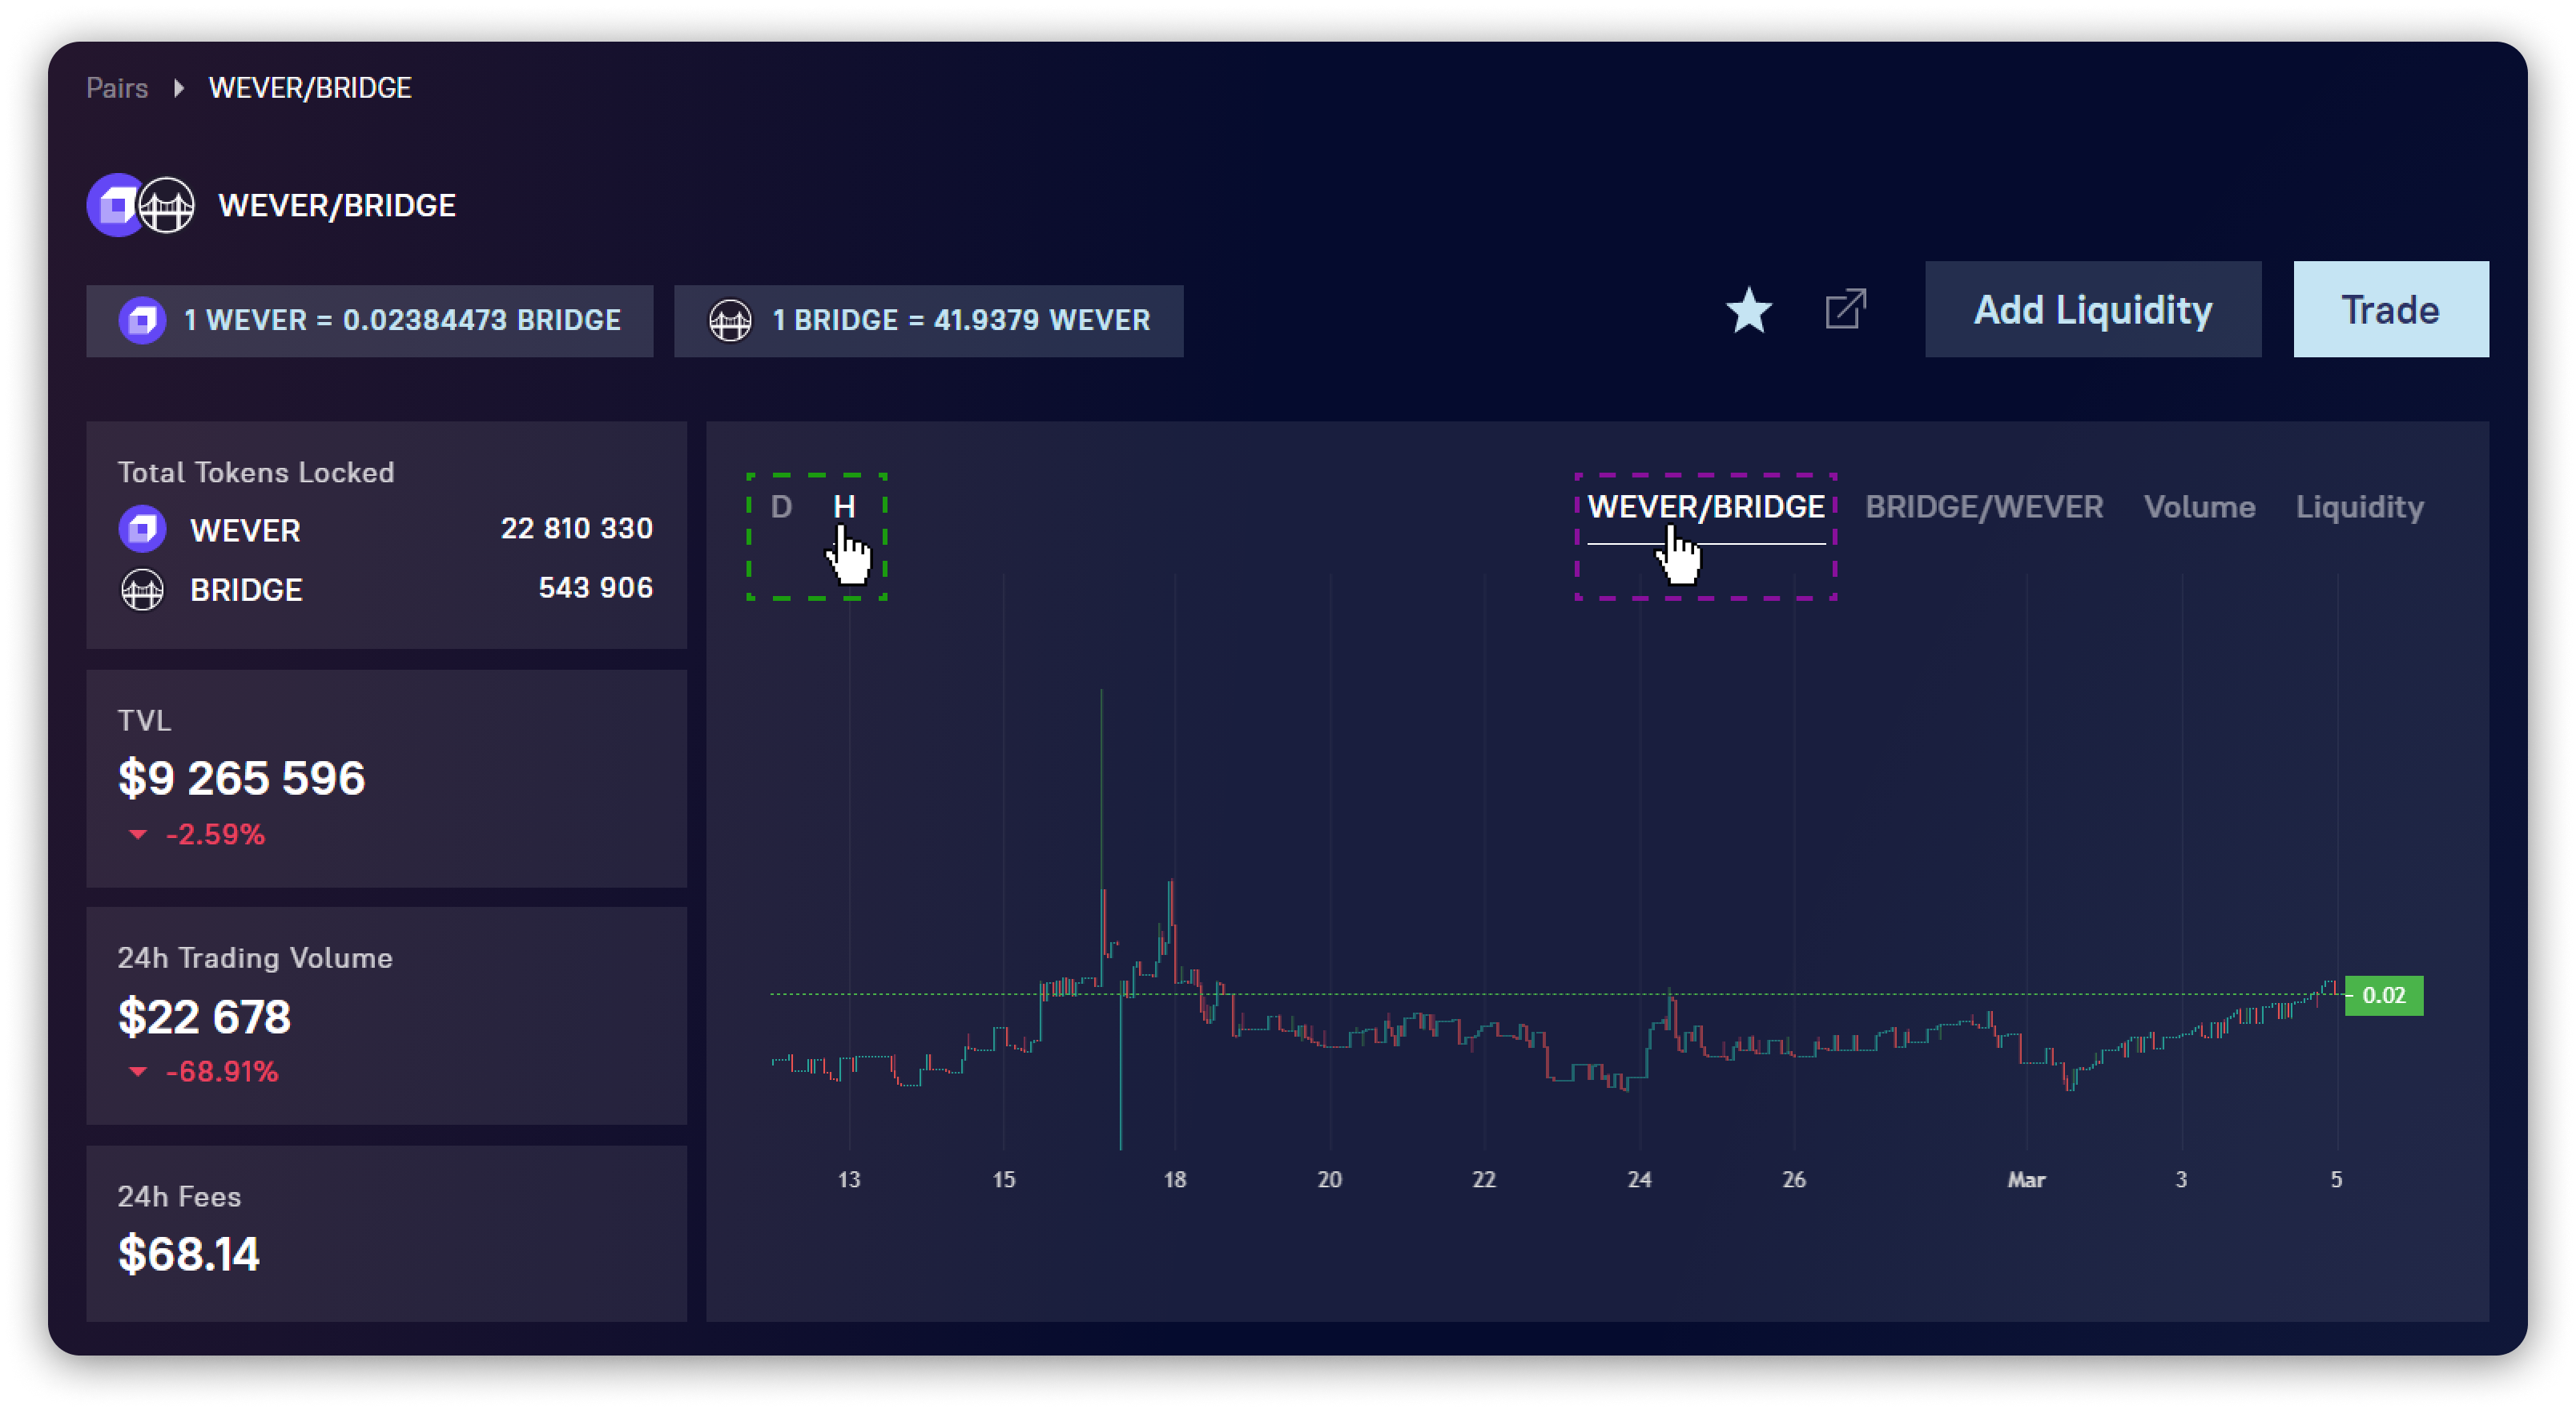 Pairs WEVER/BRIDGE
WEVER/BRIDGE
1 WEVER = 0.02384473 BRIDGE
1 BRIDGE = 41.9379 WEVER
Add Liquidity
Trade
Total Tokens Locked
WEVER 22 810 330
BRIDGE 543 906
TVL
$9 265 596
-2.59%
24h Trading Volume
$22 678
-68.91%
24h Fees
$68.14
D H
WEVER/BRIDGE BRIDGE/WEVER Volume Liquidity
0.02
13 15 18 20 22 24 26 Mar 3 5